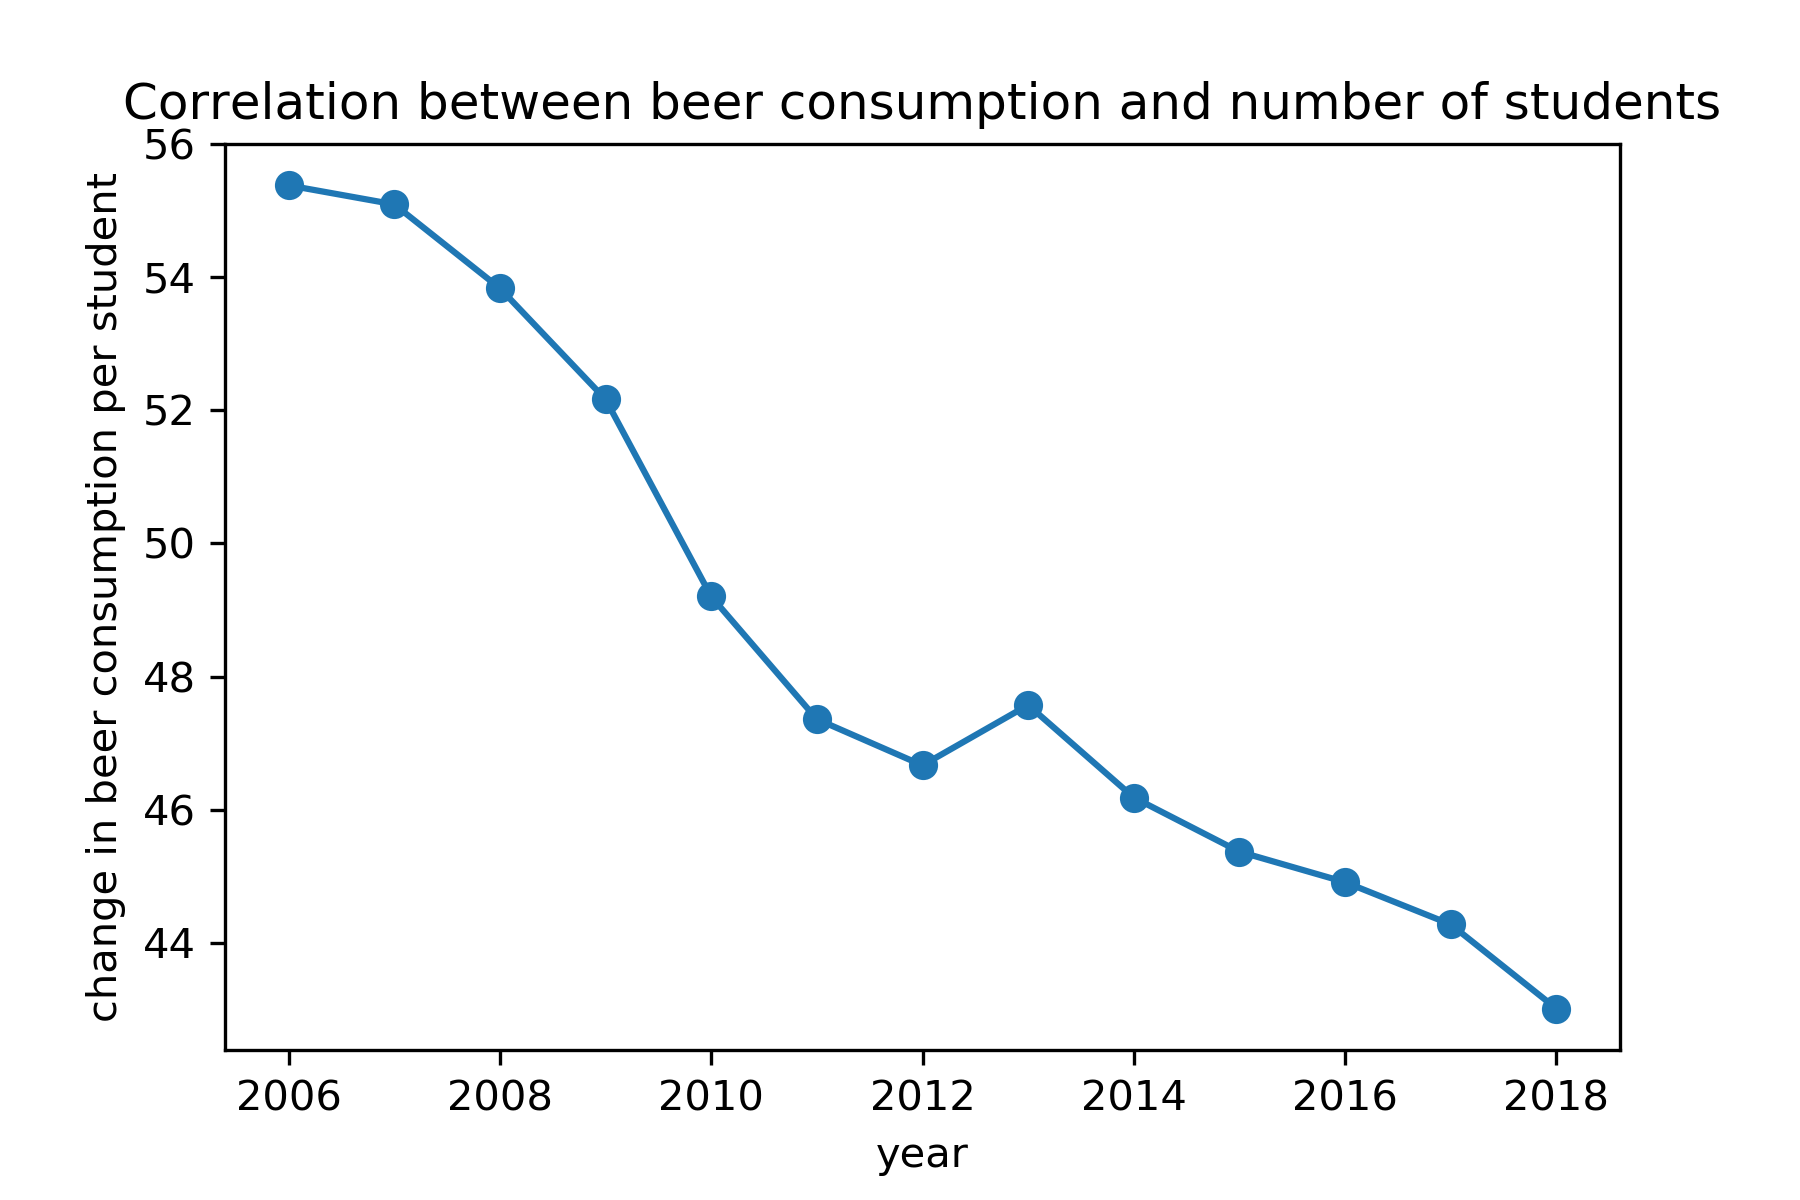 Correlation between beer consumption and number of students
change in beer consumption per student
56
54
52
50
48
46
44
2006 2008 2010 2012 2014 2016 2018
year